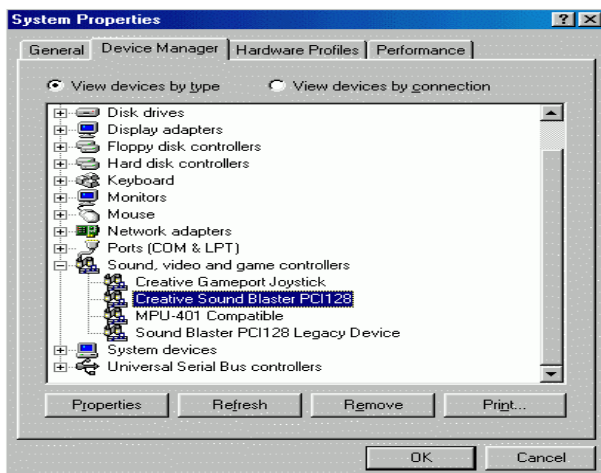 System Properties
General Device Manager Hardware Profiles Performance
View devices by type View devices by connection
Disk drives
Display adapters
Floppy disk controllers
Hard disk controllers
Keyboard
Monitors
Mouse
Network adapters
Ports (COM & LPT)
Sound, video and game controllers
Creative Gameport Joystick
Creative Sound Blaster PCI128
MPU-401 Compatible
Sound Blaster PCI128 Legacy Device
System devices
Universal Serial Bus controllers
Properties Refresh Remove Print...
OK Cancel